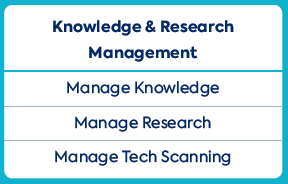 Knowledge & Research
Management
Manage Knowledge
Manage Research
Manage Tech Scanning